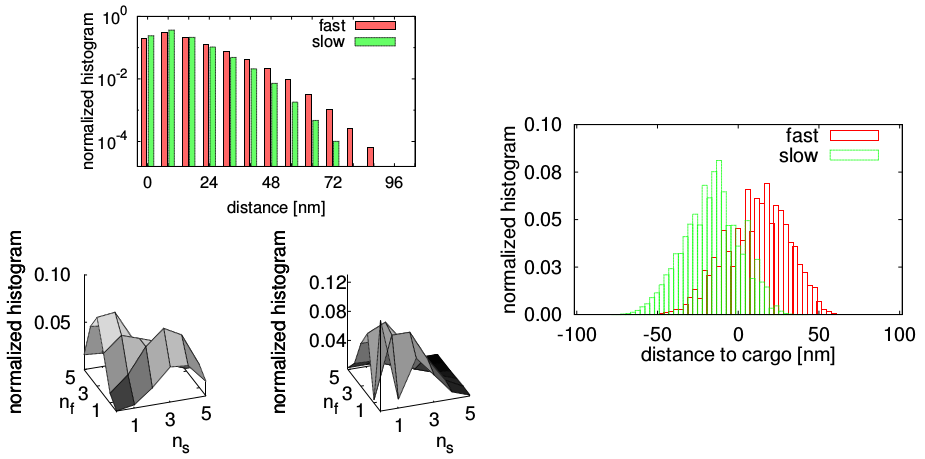 normalized histogram
10^0
10^-2
10^-4
fast
slow
0 24 48 72 96
distance [nm]
normalized histogram
0.10
0.05
5
3
1
n_f
1 3 5
n_s
normalized histogram
0.12
0.08
0.04
5
3
1
n_f
1 3 5
n_s
normalized histogram
0.10
0.08
0.05
0.03
0.00
fast
slow
-100 -50 0 50 100
distance to cargo [nm]